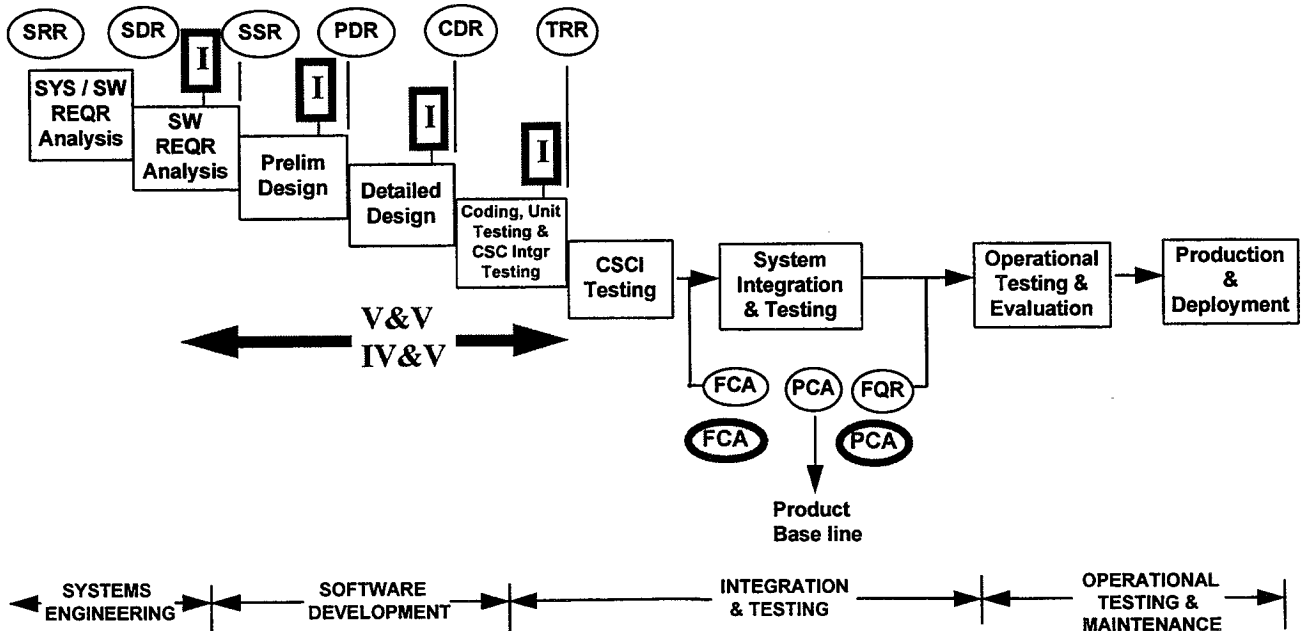 SRR
SDR
SSR
PDR
CDR
TRR
I
I
I
I
SYS / SW
REQR
Analysis
SW
REQR
Analysis
Prelim
Design
Detailed
Design
Coding, Unit
Testing &
CSC Intgr
Testing
CSCI
Testing
System
Integration
& Testing
Operational
Testing &
Evaluation
Production
&
Deployment
V&V
IV&V
FCA
PCA
FQR
FCA
PCA
Product
Base line
SYSTEMS
ENGINEERING
SOFTWARE
DEVELOPMENT
INTEGRATION
& TESTING
OPERATIONAL
TESTING &
MAINTENANCE